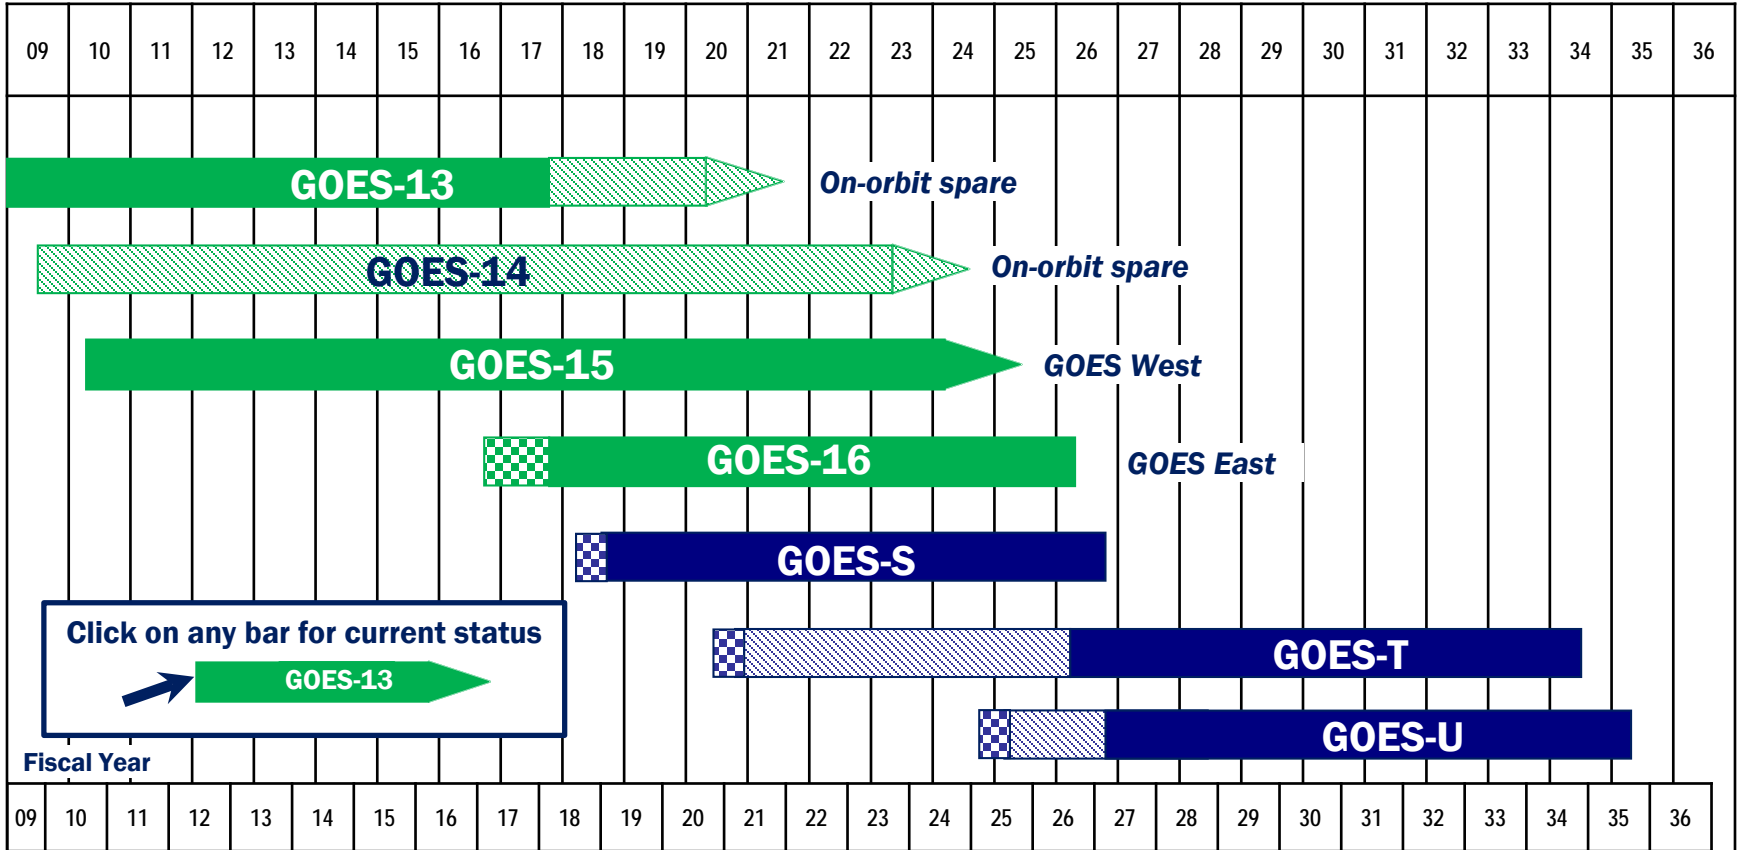 09 10 11 12 13 14 15 16 17 18 19 20 21 22 23 24 25 26 27 28 29 30 31 32 33 34 35 36
GOES-13 On-orbit spare
GOES-14 On-orbit spare
GOES-15 GOES West
GOES-16 GOES East
GOES-S
Click on any bar for current status
GOES-13
GOES-T
GOES-U
Fiscal Year
09 10 11 12 13 14 15 16 17 18 19 20 21 22 23 24 25 26 27 28 29 30 31 32 33 34 35 36